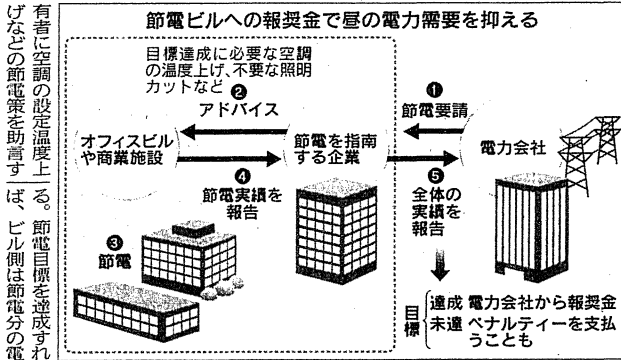 節電ビルへの報奨金で昼の電力需要を抑える
目標達成に必要な空調
の温度上げ、不要な照明
カットなど
❶
節電要請
❷
アドバイス
オフィスビル
や商業施設
節電を指南
する企業
電力会社
❸
節電
❹
節電実績を
報告
❺
全体の
実績を
報告
目標
達成 電力会社から報奨金
未達 ペナルティーを支払
うことも
有者に空調の設定温度上
げなどの節電策を助言す
る。節電目標を達成すれ
ば、ビル側は節電分の電